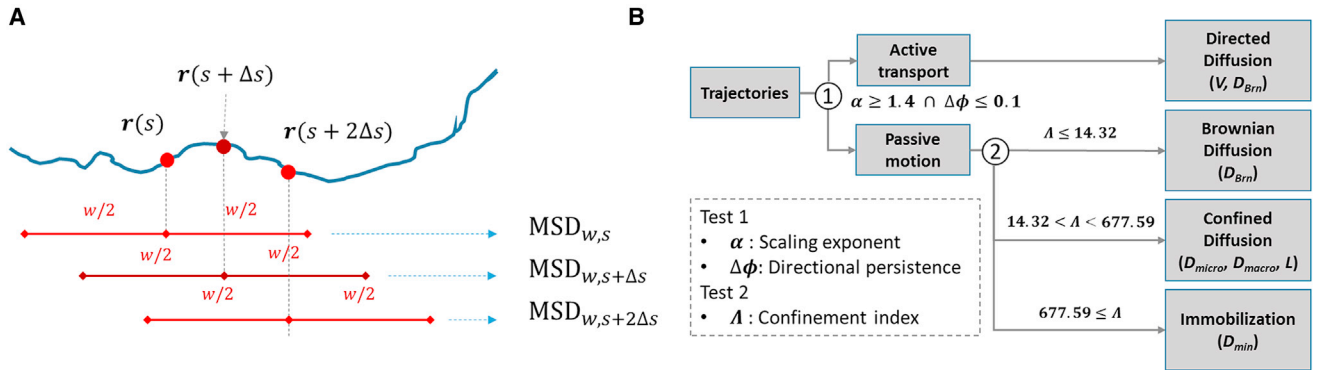 A
r(s + Δs)
r(s)
r(s + 2Δs)
w/2 w/2
MSD_{w,s}
w/2 w/2
MSD_{w,s+Δs}
w/2 w/2
MSD_{w,s+2Δs}
B
Trajectories
1
Active
transport
α ≥ 1.4 ∩ Δϕ ≤ 0.1
Passive
motion
2
Directed
Diffusion
(V, D_{Brn})
Λ ≤ 14.32
Brownian
Diffusion
(D_{Brn})
14.32 < Λ < 677.59
Confined
Diffusion
(D_{micro}, D_{macro}, L)
677.59 ≤ Λ
Immobilization
(D_{min})
Test 1
• α : Scaling exponent
• Δϕ: Directional persistence
Test 2
• Λ : Confinement index